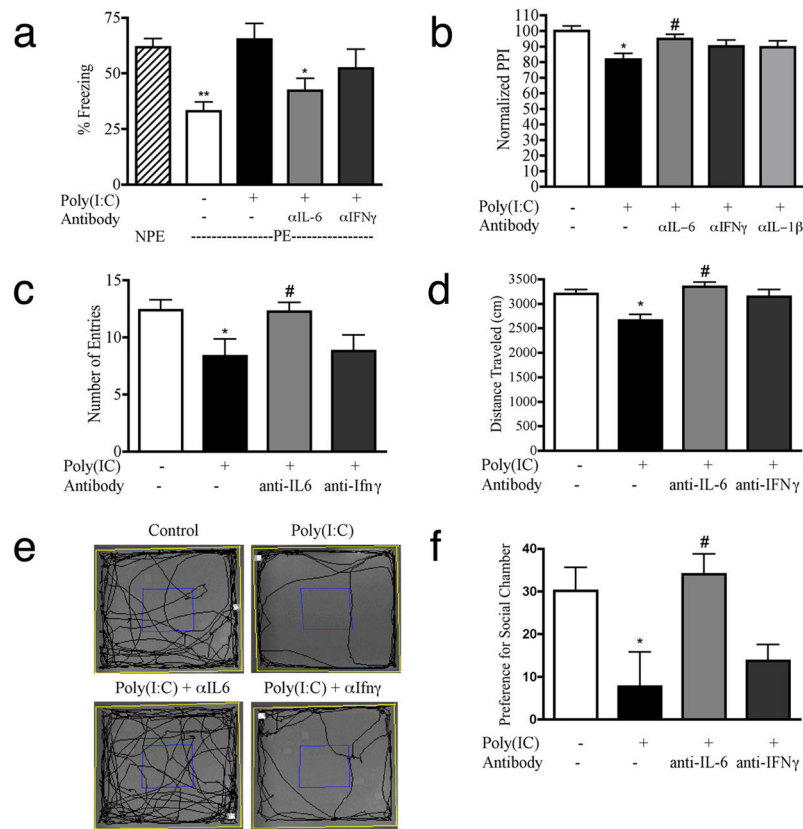 a
% Freezing
75
50
25
0
**
*
Poly(I:C) - + + +
Antibody - - αIL-6 αIFNγ
NPE ----------------PE----------------
b
Normalized PPI
110
100
90
80
70
60
50
40
30
20
10
0
*
#
Poly(I:C) - + + + +
Antibody - - αIL-6 αIFNγ αIL-1β
c
Number of Entries
15
10
5
0
*
#
Poly(IC) - + + +
Antibody - - anti-IL6 anti-Ifnγ
d
Distance Traveled (cm)
3500
3000
2500
2000
1500
1000
500
0
*
#
Poly(IC) - + + +
Antibody - - anti-IL-6 anti-IFNγ
e
Control Poly(I:C)
Poly(I:C) + αIL6 Poly(I:C) + αIfnγ
f
Preference for Social Chamber
40
30
20
10
0
*
#
Poly(IC) - + + +
Antibody - - anti-IL-6 anti-IFNγ